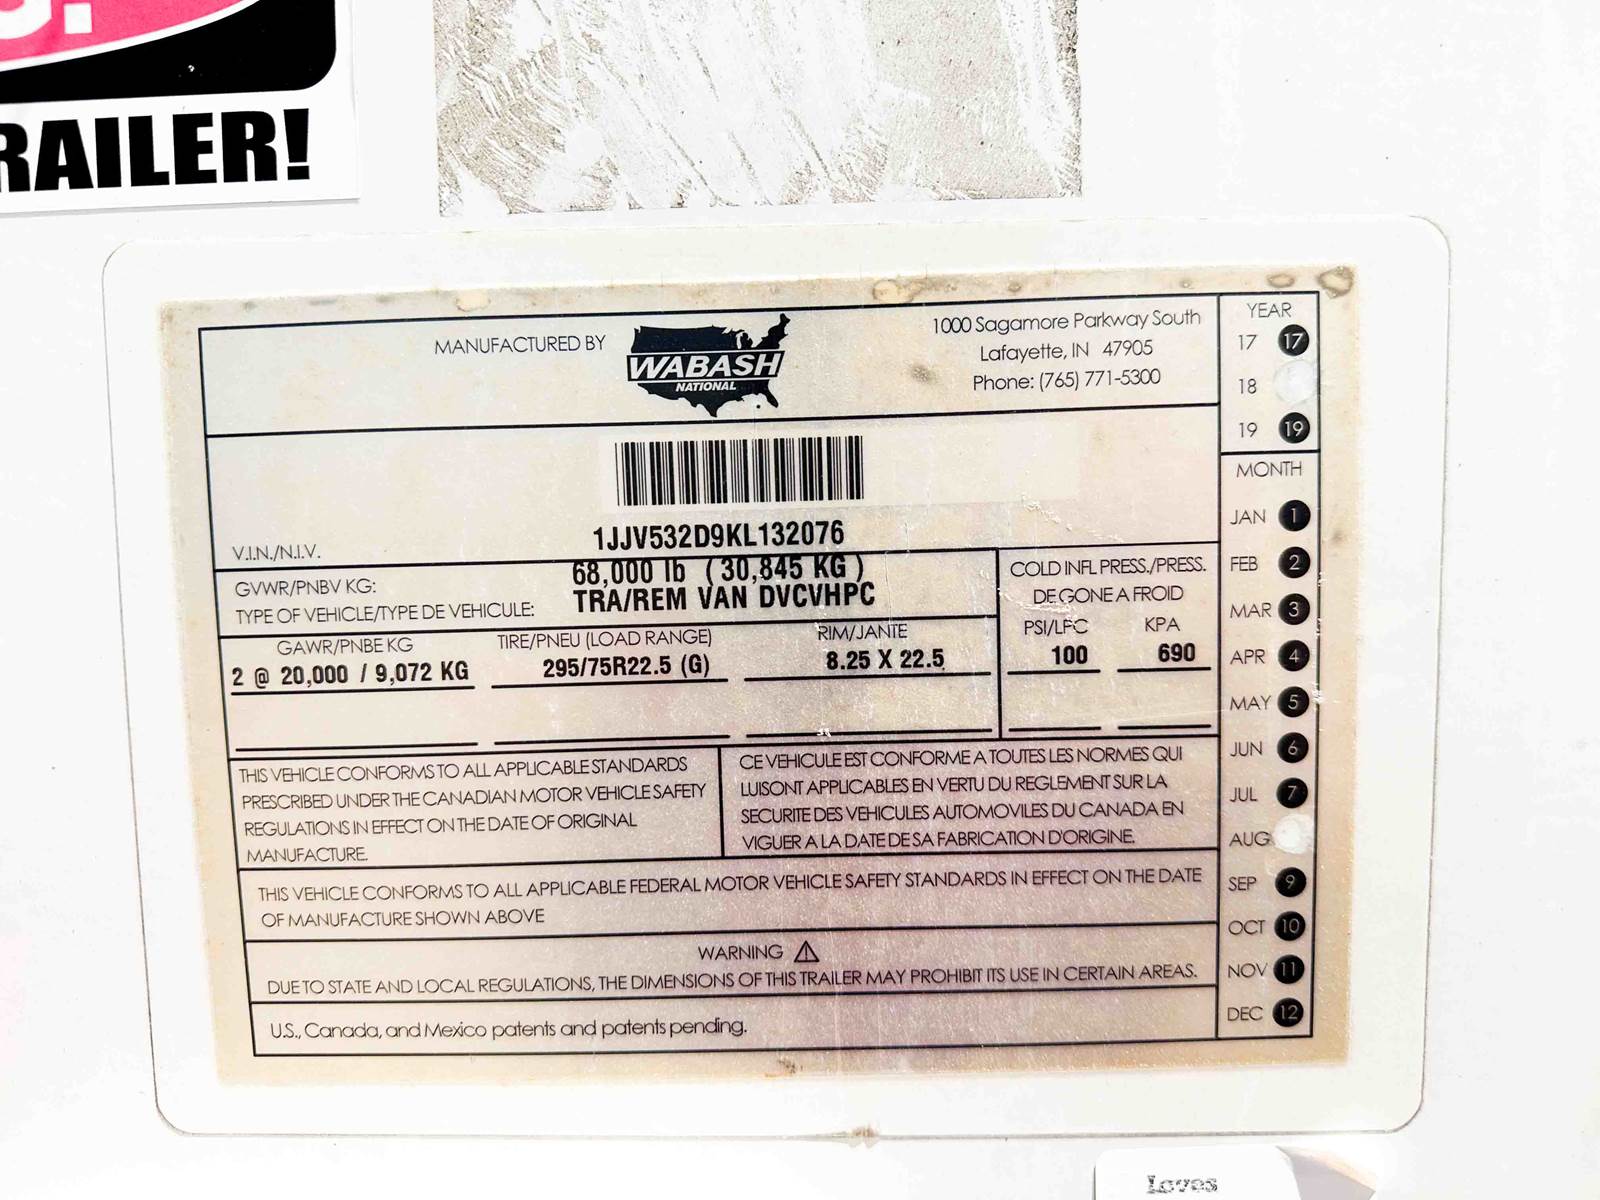 RAILER!
MANUFACTURED BY
WABASH
NATIONAL
1000 Sagamore Parkway South
Lafayette, IN 47905
Phone: (765) 771-5300
YEAR
17 17
18
19 19
MONTH
JAN 1
FEB 2
MAR 3
APR 4
MAY 5
JUN 6
JUL 7
AUG
SEP 9
OCT 10
NOV 11
DEC 12
V.I.N./N.I.V. 1JJV532D9KL132076
GVWR/PNBV KG: 68,000 lb (30,845 KG)
TYPE OF VEHICLE/TYPE DE VEHICULE: TRA/REM VAN DVCVHPC
COLD INFL PRESS./PRESS.
DE GONE A FROID
GAWR/PNBE KG TIRE/PNEU (LOAD RANGE) RIM/JANTE PSI/LPC KPA
2 @ 20,000 / 9,072 KG 295/75R22.5 (G) 8.25 X 22.5 100 690
THIS VEHICLE CONFORMS TO ALL APPLICABLE STANDARDS
PRESCRIBED UNDER THE CANADIAN MOTOR VEHICLE SAFETY
REGULATIONS IN EFFECT ON THE DATE OF ORIGINAL
MANUFACTURE.
CE VEHICULE EST CONFORME A TOUTES LES NORMES QUI
LUISONT APPLICABLES EN VERTU DU REGLEMENT SUR LA
SECURITE DES VEHICULES AUTOMOVILES DU CANADA EN
VIGUER A LA DATE DE SA FABRICATION D'ORIGINE.
THIS VEHICLE CONFORMS TO ALL APPLICABLE FEDERAL MOTOR VEHICLE SAFETY STANDARDS IN EFFECT ON THE DATE
OF MANUFACTURE SHOWN ABOVE
WARNING
DUE TO STATE AND LOCAL REGULATIONS, THE DIMENSIONS OF THIS TRAILER MAY PROHIBIT ITS USE IN CERTAIN AREAS.
U.S., Canada, and Mexico patents and patents pending.
Loves